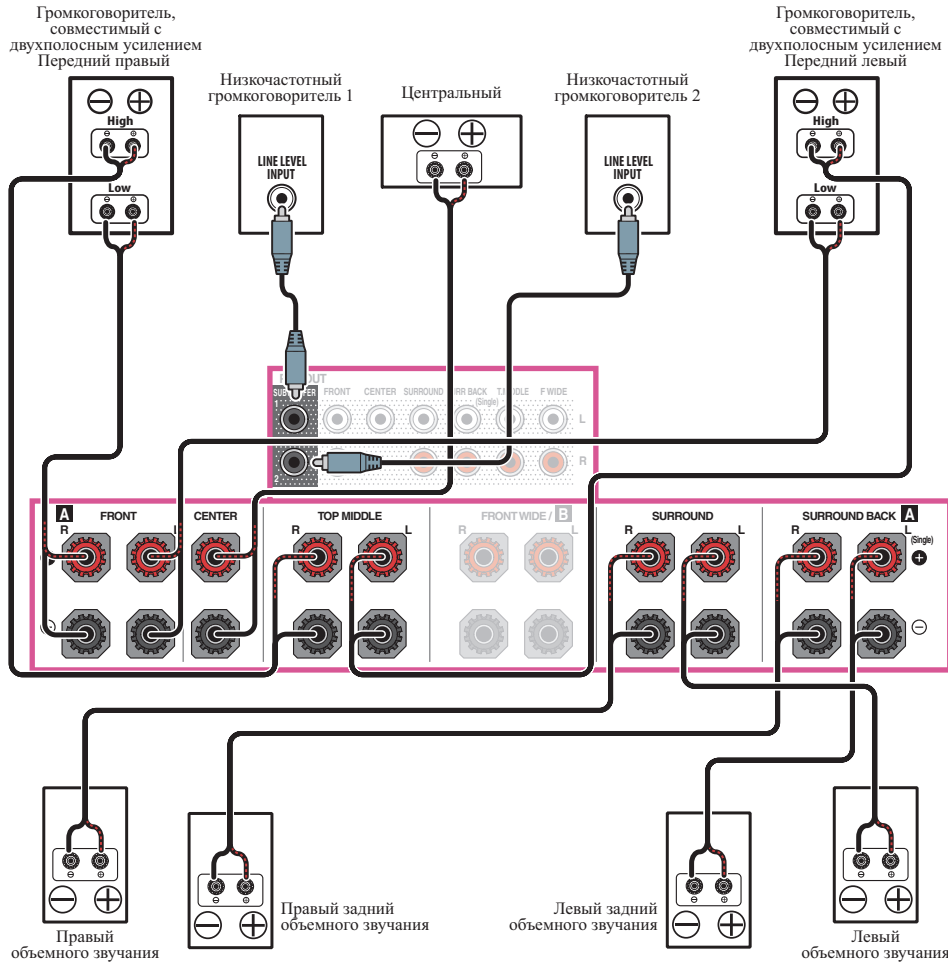 Громкоговоритель,
совместимый с
двухполосным усилением
Передний правый
Низкочастотный
громкоговоритель 1
Центральный
Низкочастотный
громкоговоритель 2
Громкоговоритель,
совместимый с
двухполосным усилением
Передний левый
High
Low
LINE LEVEL
INPUT
LINE LEVEL
INPUT
High
Low
OUT
FRONT CENTER SURROUND T.MIDDLE F WIDE
(Single)
1
L
2
R
A FRONT CENTER TOP MIDDLE FRONT WIDE / B SURROUND SURROUND BACK A
R L R L R L R L R L
(Single)
Правый
объемного звучания
Правый задний
объемного звучания
Левый задний
объемного звучания
Левый
объемного звучания